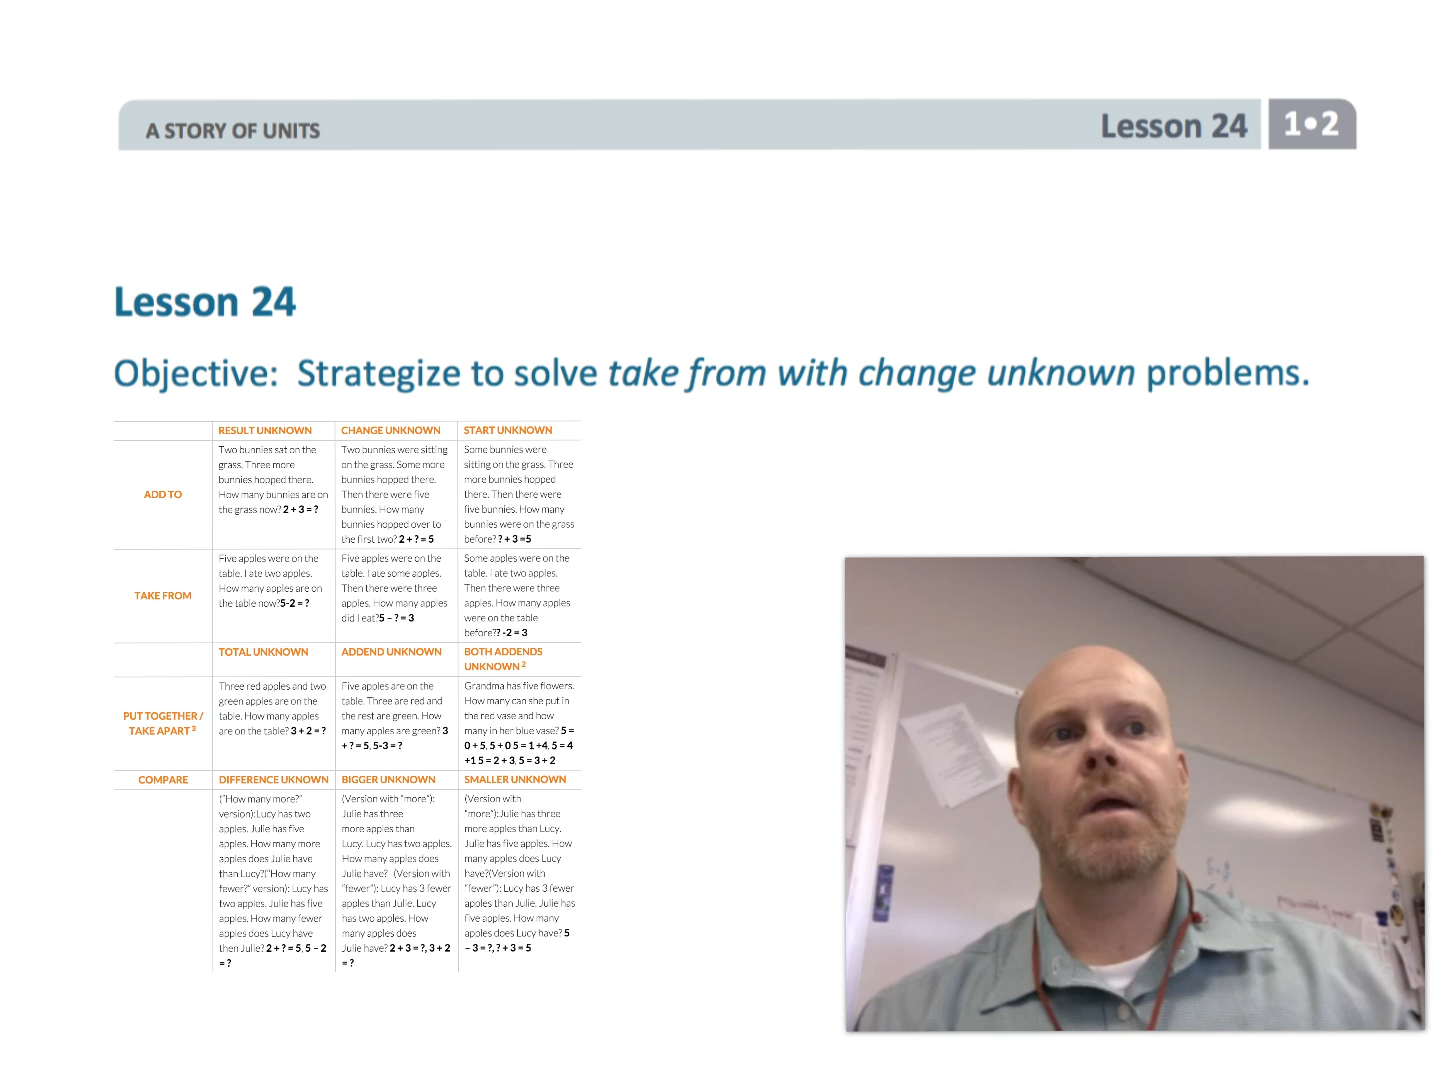 A STORY OF UNITS
Lesson 24
1•2
Lesson 24
Objective: Strategize to solve take from with change unknown problems.
RESULT UNKNOWN
CHANGE UNKNOWN
START UNKNOWN
ADD TO
Two bunnies sat on the
grass. Three more
bunnies hopped there.
How many bunnies are on
the grass now? 2 + 3 = ?
Two bunnies were sitting
on the grass. Some more
bunnies hopped there.
Then there were five
bunnies. How many
bunnies hopped over to
the first two? 2 + ? = 5
Some bunnies were
sitting on the grass. Three
more bunnies hopped
there. Then there were
five bunnies. How many
bunnies were on the grass
before? ? + 3 =5
TAKE FROM
Five apples were on the
table. I ate two apples.
How many apples are on
the table now?5-2 = ?
Five apples were on the
table. I ate some apples.
Then there were three
apples. How many apples
did I eat?5 – ? = 3
Some apples were on the
table. I ate two apples.
Then there were three
apples. How many apples
were on the table
before?? -2 = 3
TOTAL UNKNOWN
ADDEND UNKNOWN
BOTH ADDENDS
UNKNOWN 2
PUT TOGETHER /
TAKE APART 3
Three red apples and two
green apples are on the
table. How many apples
are on the table? 3 + 2 = ?
Five apples are on the
table. Three are red and
the rest are green. How
many apples are green? 3
+ ? = 5, 5-3 = ?
Grandma has five flowers.
How many can she put in
the red vase and how
many in her blue vase? 5 =
0 + 5, 5 + 0 5 = 1 +4, 5 = 4
+1 5 = 2 + 3, 5 = 3 + 2
COMPARE
DIFFERENCE UKNOWN
BIGGER UNKNOWN
SMALLER UNKNOWN
("How many more?"
version):Lucy has two
apples. Julie has five
apples. How many more
apples does Julie have
than Lucy?("How many
fewer?" version): Lucy has
two apples. Julie has five
apples. How many fewer
apples does Lucy have
then Julie? 2 + ? = 5, 5 – 2
= ?
(Version with "more"):
Julie has three
more apples than
Lucy. Lucy has two apples.
How many apples does
Julie have? (Version with
"fewer"): Lucy has 3 fewer
apples than Julie. Lucy
has two apples. How
many apples does
Julie have? 2 + 3 = ?, 3 + 2
= ?
(Version with
"more"):Julie has three
more apples than Lucy.
Julie has five apples. How
many apples does Lucy
have?(Version with
"fewer"): Lucy has 3 fewer
apples than Julie. Julie has
five apples. How many
apples does Lucy have? 5
– 3 = ?, ? + 3 = 5